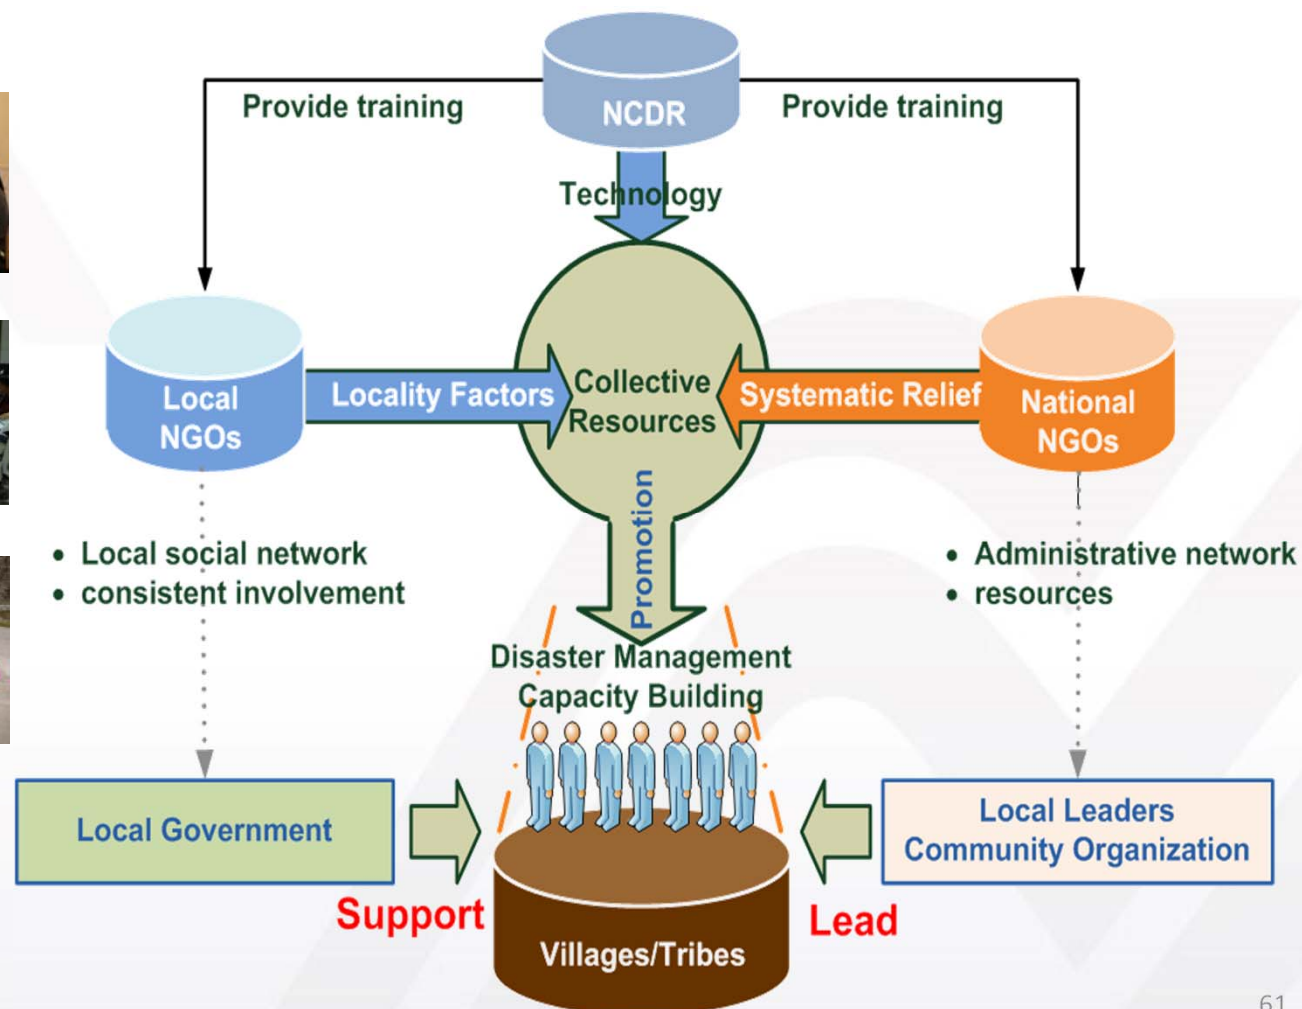 NCDR
Provide training
Provide training
Technology
Local
NGOs
Locality Factors
Collective
Resources
Systematic Relief
National
NGOs
Promotion
• Local social network
• consistent involvement
• Administrative network
• resources
Disaster Management
Capacity Building
Local Government
Local Leaders
Community Organization
Support
Lead
Villages/Tribes
61